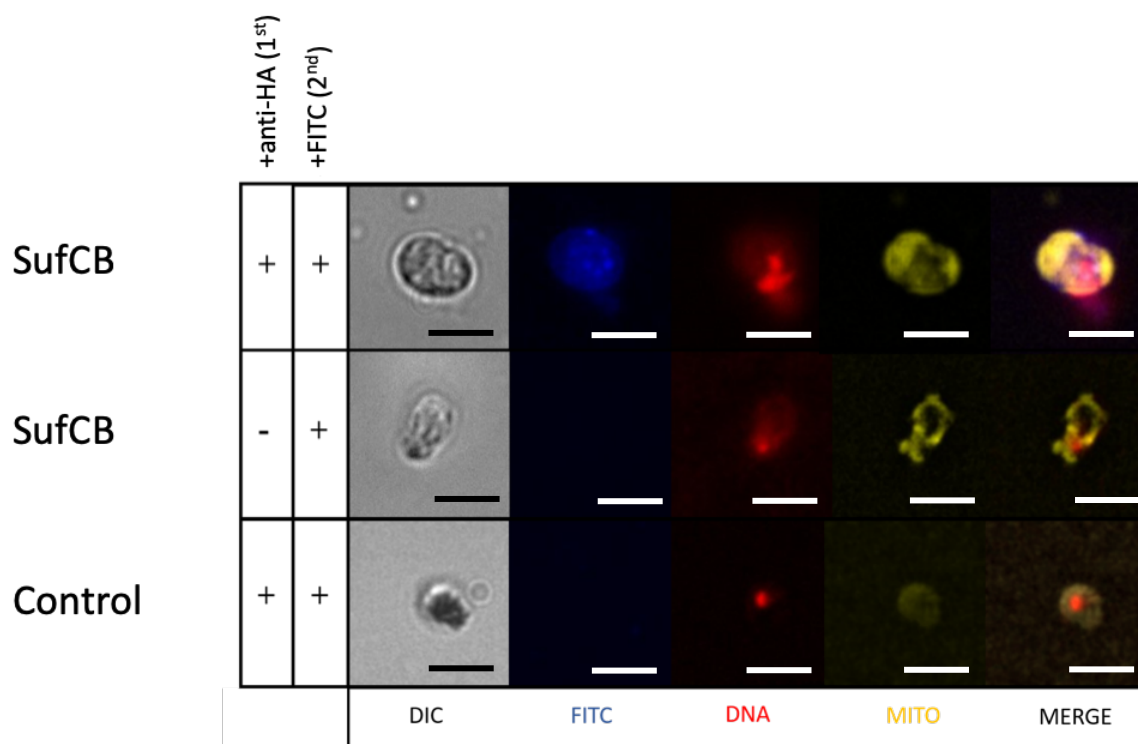 +anti-HA (1st)
+FITC (2nd)
SufCB + +
SufCB - +
Control + +
DIC FITC DNA MITO MERGE